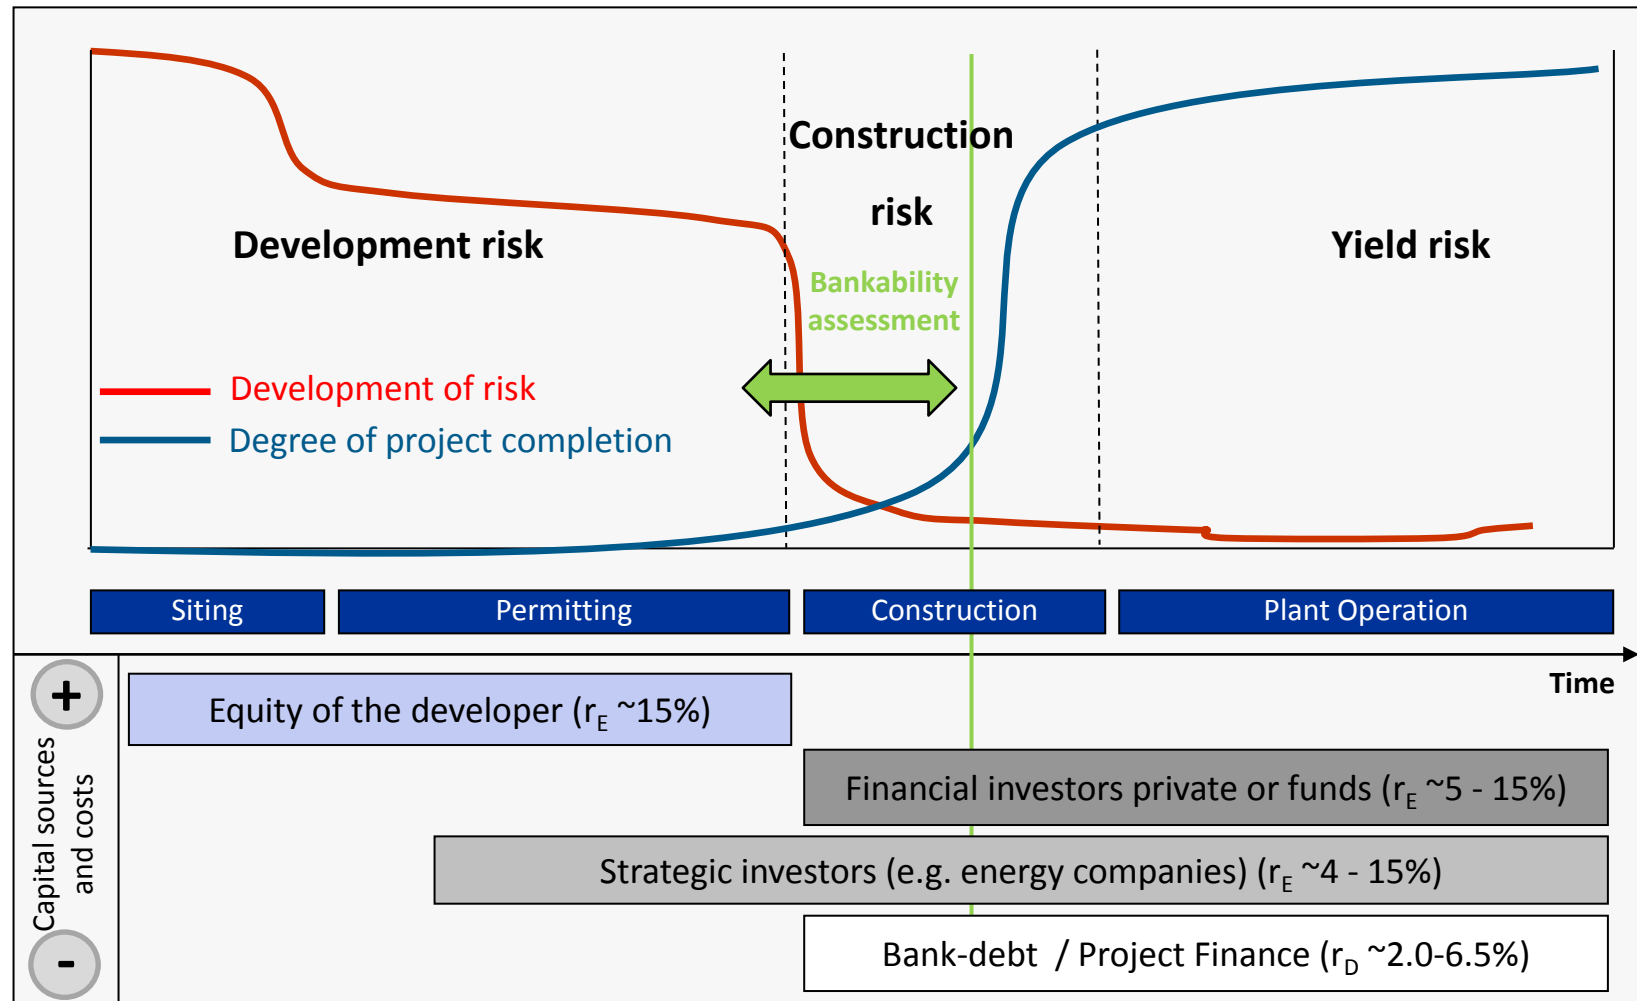 Construction
risk
Development risk
Yield risk
Bankability
assessment
Development of risk
Degree of project completion
Siting
Permitting
Construction
Plant Operation
Time
+
Capital sources
and costs
-
Equity of the developer (rE ~15%)
Financial investors private or funds (rE ~5 - 15%)
Strategic investors (e.g. energy companies) (rE ~4 - 15%)
Bank-debt / Project Finance (rD ~2.0-6.5%)